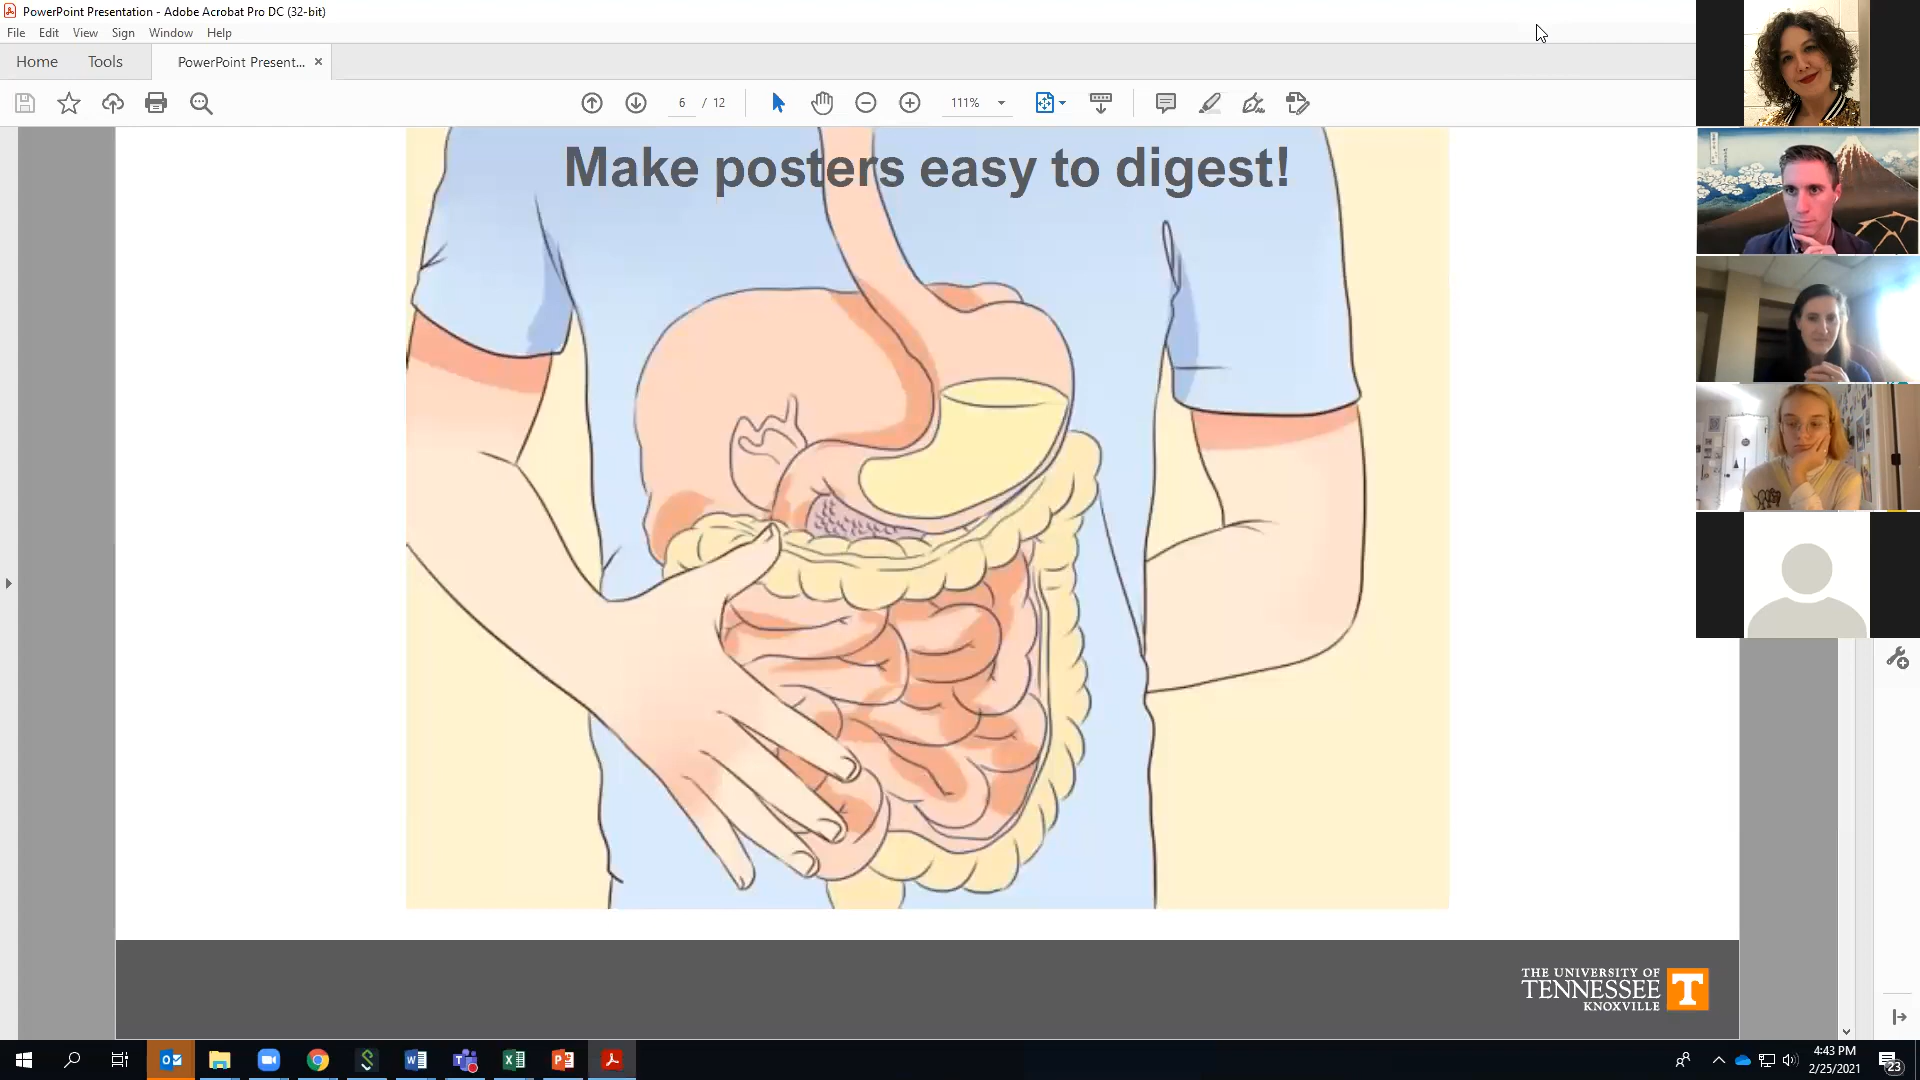 PowerPoint Presentation - Adobe Acrobat Pro DC (32-bit)
File Edit View Sign Window Help
Home Tools PowerPoint Present... ×
6 / 12 111%
Make posters easy to digest!
THE UNIVERSITY OF
TENNESSEE
KNOXVILLE
T
4:43 PM
2/25/2021
23